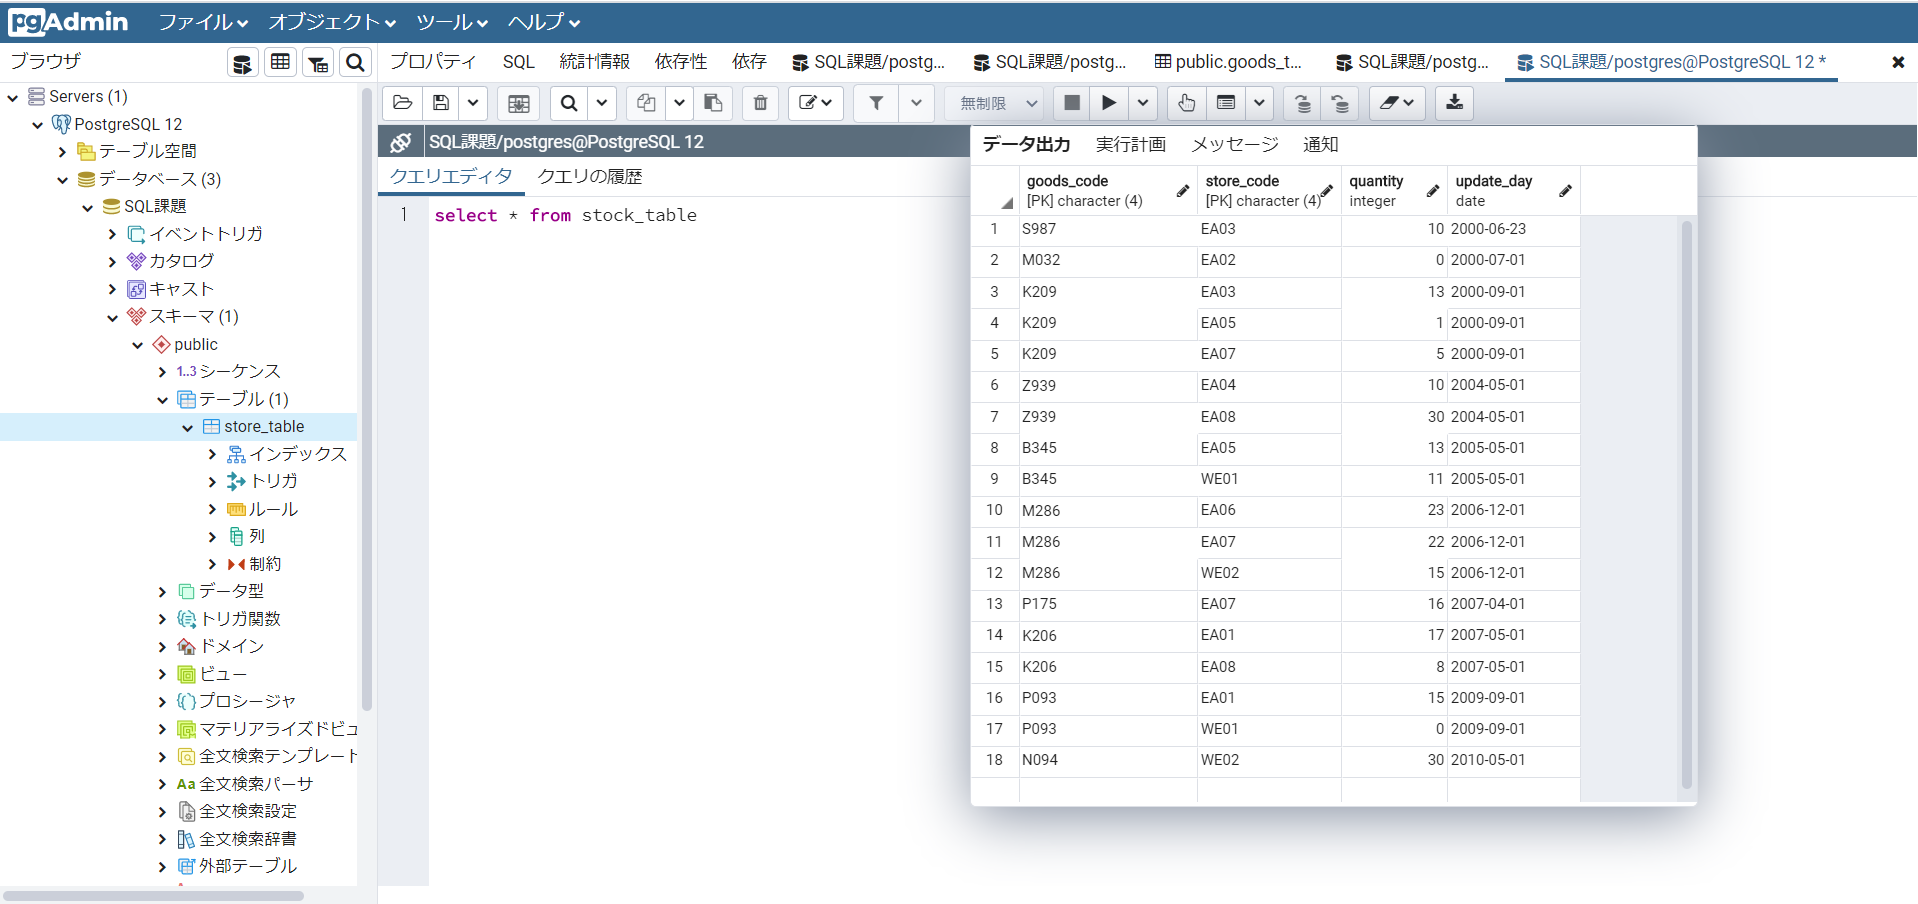 pgAdmin ファイル オブジェクト ツール ヘルプ
ブラウザ
プロパティ SQL 統計情報 依存性 依存 SQL課題/postg... SQL課題/postg... public.goods_t... SQL課題/postg... SQL課題/postgres@PostgreSQL 12 *
Servers (1)
PostgreSQL 12
テーブル空間
データベース (3)
SQL課題
イベントトリガ
カタログ
キャスト
スキーマ (1)
public
1..3 シーケンス
テーブル (1)
store_table
インデックス
トリガ
ルール
列
制約
データ型
トリガ関数
ドメイン
ビュー
プロシージャ
マテリアライズドビュ
全文検索テンプレート
Aa 全文検索パーサ
全文検索設定
全文検索辞書
外部テーブル
無制限
SQL課題/postgres@PostgreSQL 12
クエリエディタ クエリの履歴
1 select * from stock_table
データ出力 実行計画 メッセージ 通知
goods_code store_code quantity update_day
[PK] character (4) [PK] character (4) integer date
1 S987 EA03 10 2000-06-23
2 M032 EA02 0 2000-07-01
3 K209 EA03 13 2000-09-01
4 K209 EA05 1 2000-09-01
5 K209 EA07 5 2000-09-01
6 Z939 EA04 10 2004-05-01
7 Z939 EA08 30 2004-05-01
8 B345 EA05 13 2005-05-01
9 B345 WE01 11 2005-05-01
10 M286 EA06 23 2006-12-01
11 M286 EA07 22 2006-12-01
12 M286 WE02 15 2006-12-01
13 P175 EA07 16 2007-04-01
14 K206 EA01 17 2007-05-01
15 K206 EA08 8 2007-05-01
16 P093 EA01 15 2009-09-01
17 P093 WE01 0 2009-09-01
18 N094 WE02 30 2010-05-01